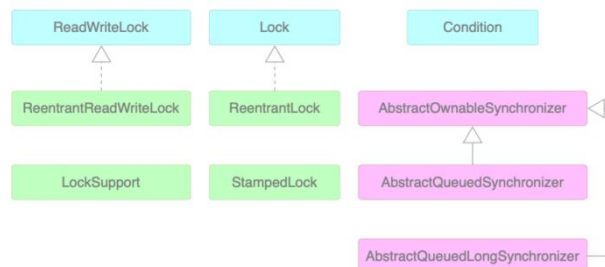 ReadWriteLock
Lock
Condition
ReentrantReadWriteLock
ReentrantLock
AbstractOwnableSynchronizer
LockSupport
StampedLock
AbstractQueuedSynchronizer
AbstractQueuedLongSynchronizer